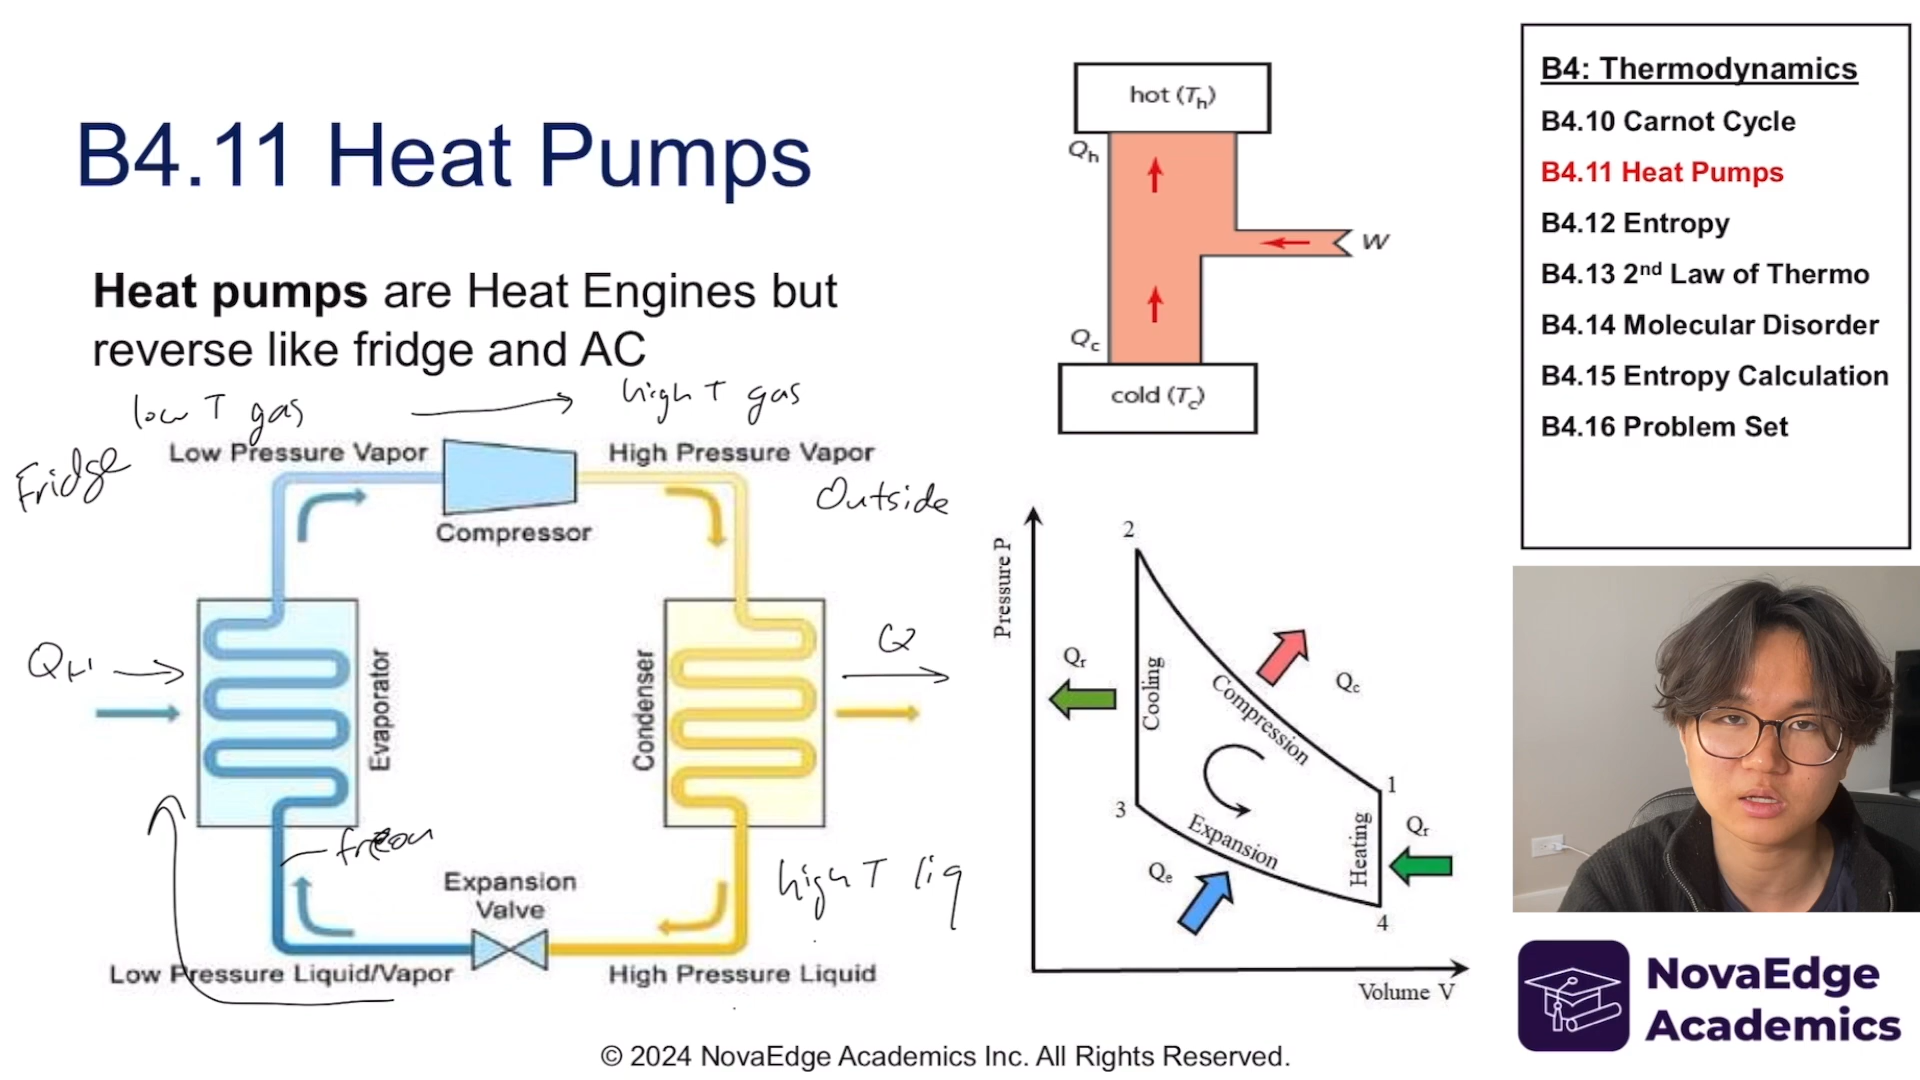 B4.11 Heat Pumps
Heat pumps are Heat Engines but
reverse like fridge and AC
low T gas
high T gas
Fridge
Low Pressure Vapor
High Pressure Vapor
Outside
Compressor
Q
Evaporator
Condenser
freon
Expansion
Valve
high T liq
Low Pressure Liquid/Vapor
High Pressure Liquid
hot (Th)
Qh
W
Qc
cold (Tc)
Pressure P
2
Qr
Cooling
Compression
Qc
1
3
Expansion
Heating
Qr
Qe
4
Volume V
B4: Thermodynamics
B4.10 Carnot Cycle
B4.11 Heat Pumps
B4.12 Entropy
B4.13 2nd Law of Thermo
B4.14 Molecular Disorder
B4.15 Entropy Calculation
B4.16 Problem Set
NovaEdge
Academics
© 2024 NovaEdge Academics Inc. All Rights Reserved.